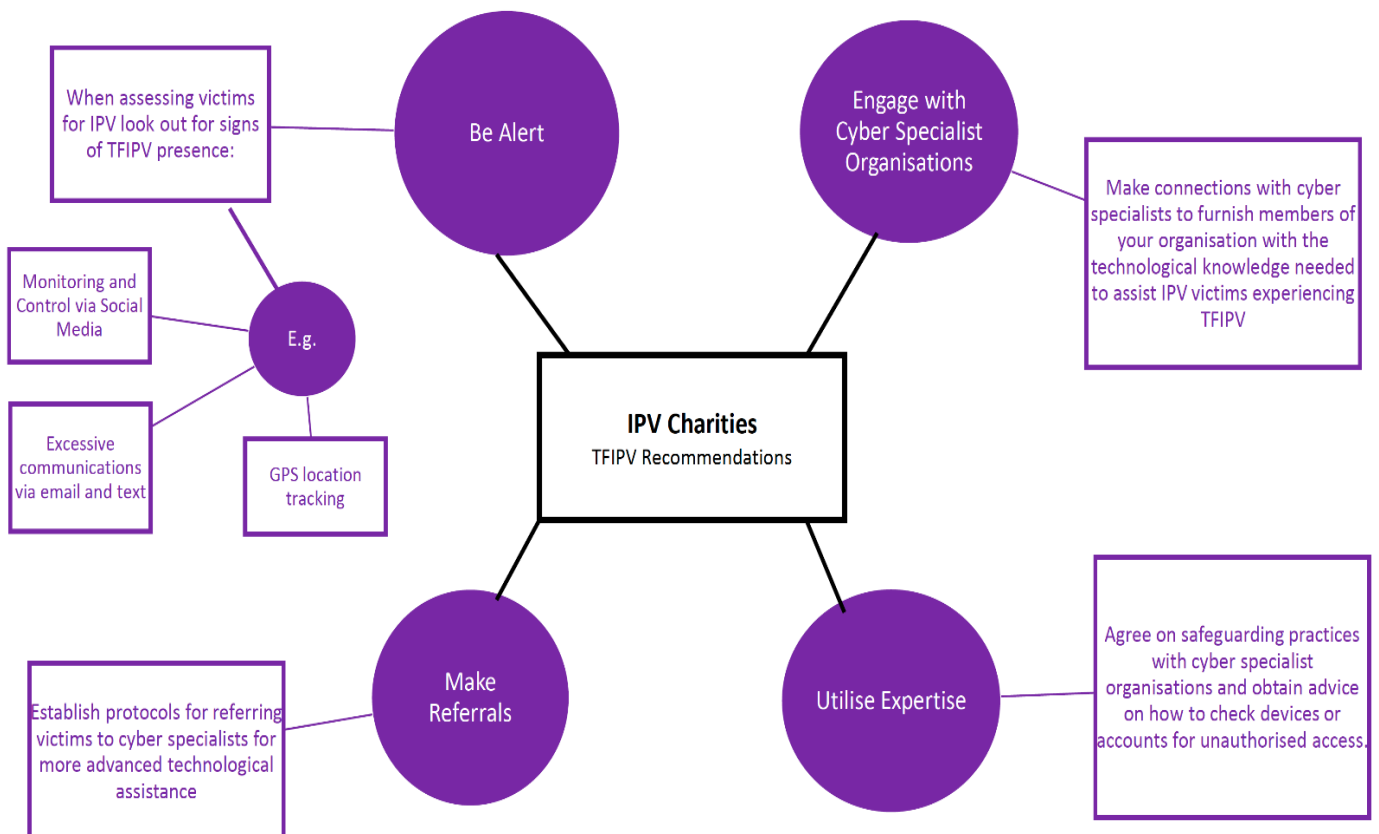 Be Alert
When assessing victims
for IPV look out for signs
of TFIPV presence:
E.g.
Monitoring and
Control via Social
Media
Excessive
communications
via email and text
GPS location
tracking
Engage with
Cyber Specialist
Organisations
Make connections with cyber
specialists to furnish members of
your organisation with the
technological knowledge needed
to assist IPV victims experiencing
TFIPV
IPV Charities
TFIPV Recommendations
Make
Referrals
Establish protocols for referring
victims to cyber specialists for
more advanced technological
assistance
Utilise Expertise
Agree on safeguarding practices
with cyber specialist
organisations and obtain advice
on how to check devices or
accounts for unauthorised access.